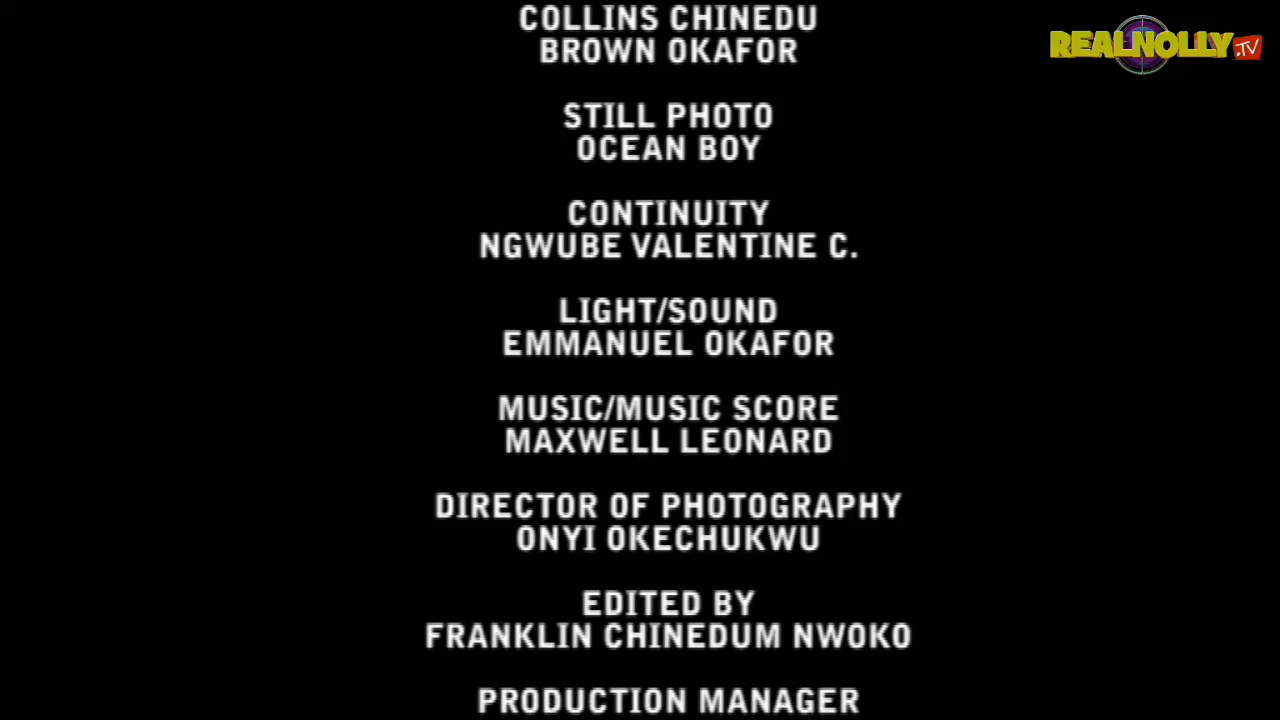 COLLINS CHINEDU
BROWN OKAFOR
REALNOLLY.TV
STILL PHOTO
OCEAN BOY
CONTINUITY
NGWUBE VALENTINE C.
LIGHT/SOUND
EMMANUEL OKAFOR
MUSIC/MUSIC SCORE
MAXWELL LEONARD
DIRECTOR OF PHOTOGRAPHY
ONYI OKECHUKWU
EDITED BY
FRANKLIN CHINEDUM NWOKO
PRODUCTION MANAGER